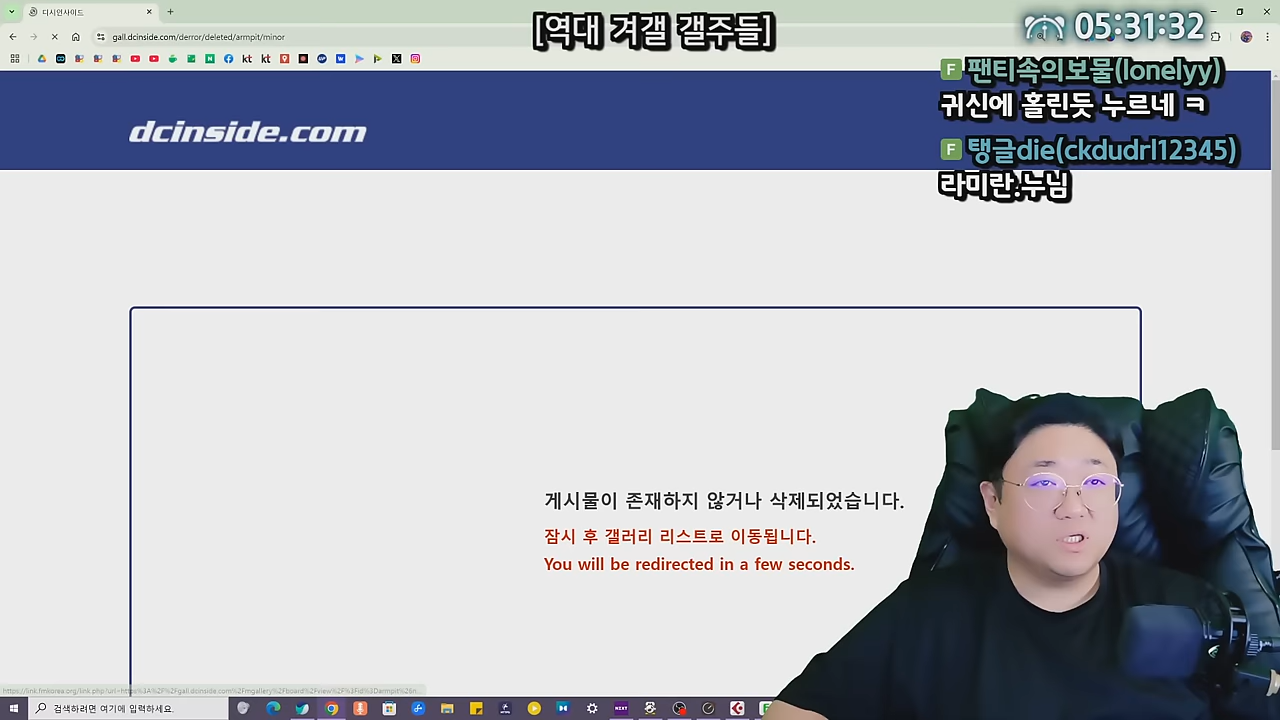 디시인사이드
[역대 겨갤 갤주들]
05:31:32
gall.dcinside.com/derror/deleted/armpit/minor
kt
kt
dcinside.com
F 팬티속의보물(lonelyy)
귀신에 홀린듯 누르네 ㅋ
F 탱글die(ckdudrl12345)
라미란.누님
게시물이 존재하지 않거나 삭제되었습니다.
잠시 후 갤러리 리스트로 이동됩니다.
You will be redirected in a few seconds.
검색하려면 여기에 입력하세요.